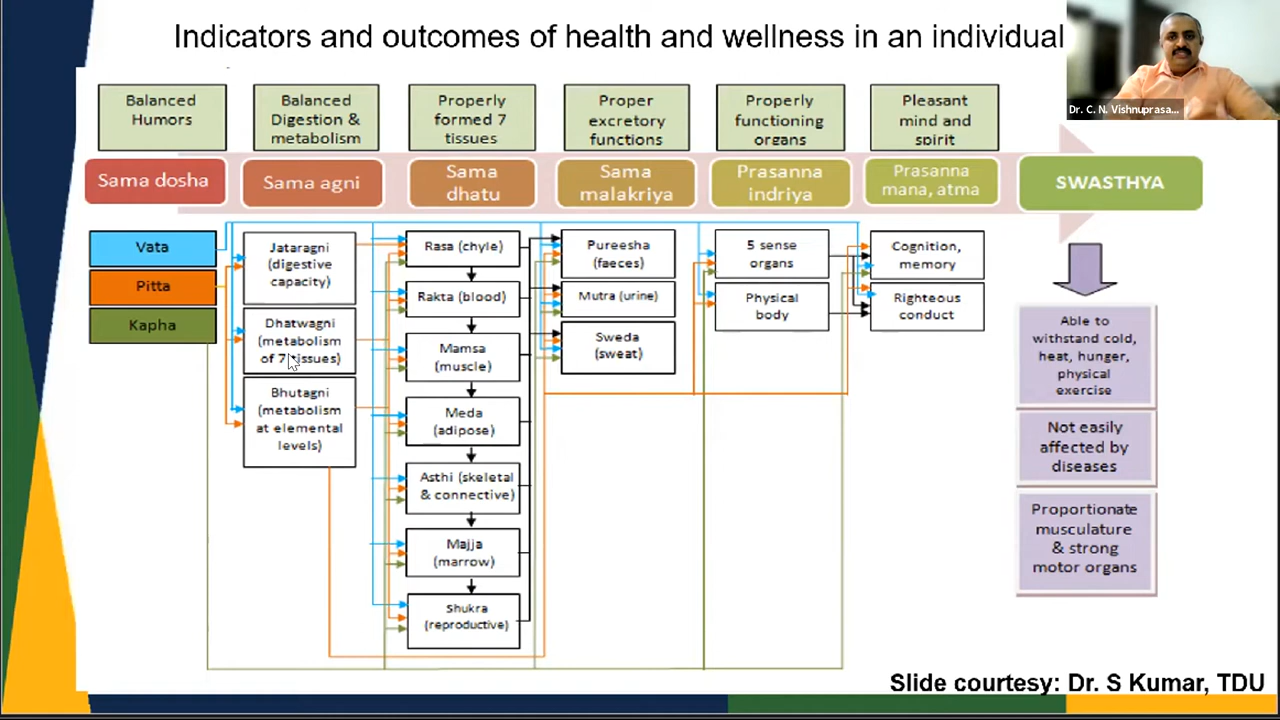 Indicators and outcomes of health and wellness in an individual
Dr. C. N. Vishnuprasa...
Balanced
Humors
Balanced
Digestion &
metabolism
Properly
formed 7
tissues
Proper
excretory
functions
Properly
functioning
organs
Pleasant
mind and
spirit
Sama dosha
Sama agni
Sama
dhatu
Sama
malakriya
Prasanna
indriya
Prasanna
mana, atma
SWASTHYA
Vata
Pitta
Kapha
Jataragni
(digestive
capacity)
Dhatwagni
(metabolism
of 7 tissues)
Bhutagni
(metabolism
at elemental
levels)
Rasa (chyle)
Rakta (blood)
Mamsa
(muscle)
Meda
(adipose)
Asthi (skeletal
& connective)
Majja
(marrow)
Shukra
(reproductive)
Pureesha
(faeces)
Mutra (urine)
Sweda
(sweat)
5 sense
organs
Physical
body
Cognition,
memory
Righteous
conduct
Able to
withstand cold,
heat, hunger,
physical
exercise
Not easily
affected by
diseases
Proportionate
musculature
& strong
motor organs
Slide courtesy: Dr. S Kumar, TDU